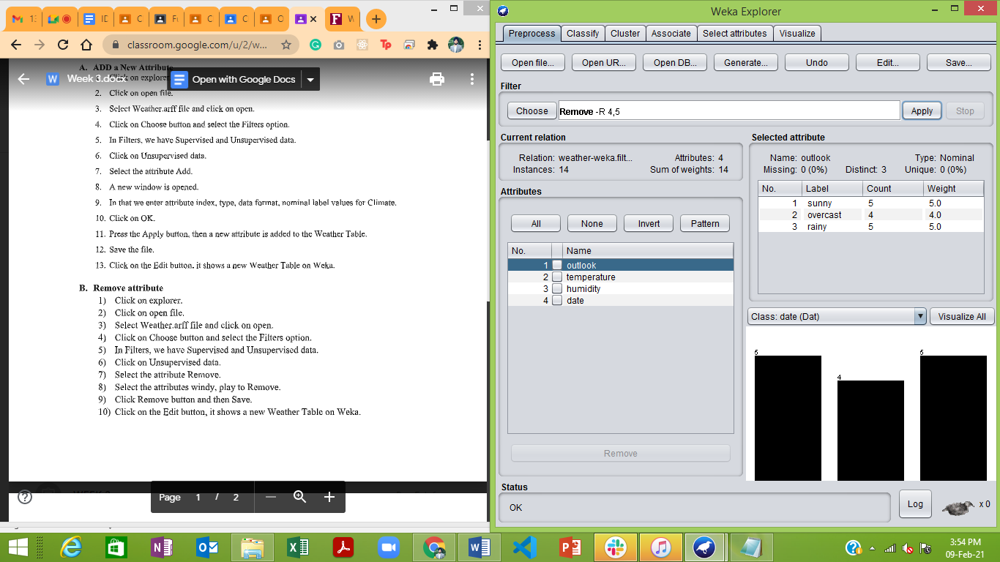 13
ID
C
F
C
C
C
O
W
classroom.google.com/u/2/w...
A. ADD a New Attribute
Week 3.docx
Open with Google Docs
2. Click on open file.
3. Select Weather.arff file and click on open.
4. Click on Choose button and select the Filters option.
5. In Filters, we have Supervised and Unsupervised data.
6. Click on Unsupervised data.
7. Select the attribute Add.
8. A new window is opened.
9. In that we enter attribute index, type, data format, nominal label values for Climate.
10. Click on OK.
11. Press the Apply button, then a new attribute is added to the Weather Table.
12. Save the file.
13. Click on the Edit button, it shows a new Weather Table on Weka.
B. Remove attribute
1) Click on explorer.
2) Click on open file.
3) Select Weather.arff file and click on open.
4) Click on Choose button and select the Filters option.
5) In Filters, we have Supervised and Unsupervised data.
6) Click on Unsupervised data.
7) Select the attribute Remove.
8) Select the attributes windy, play to Remove.
9) Click Remove button and then Save.
10) Click on the Edit button, it shows a new Weather Table on Weka.
Page 1 / 2
Weka Explorer
Preprocess Classify Cluster Associate Select attributes Visualize
Open file... Open UR... Open DB... Generate... Undo Edit... Save...
Filter
Choose Remove -R 4,5 Apply Stop
Current relation
Relation: weather-weka.filt... Attributes: 4
Instances: 14 Sum of weights: 14
Attributes
All None Invert Pattern
No. Name
1 outlook
2 temperature
3 humidity
4 date
Remove
Selected attribute
Name: outlook Type: Nominal
Missing: 0 (0%) Distinct: 3 Unique: 0 (0%)
No. Label Count Weight
1 sunny 5 5.0
2 overcast 4 4.0
3 rainy 5 5.0
Class: date (Dat) Visualize All
5
4
5
Status
OK
Log x 0
3:54 PM
09-Feb-21